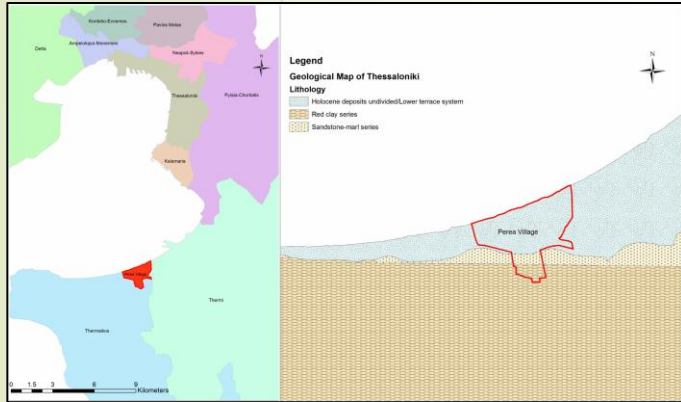 Kordelio-Evosmos
Pavlos Melas
Ampelokipoi-Menemeni
Neapoli-Sykies
Delta
N
Thessaloniki
Pylaia-Chortiatis
Kalamaria
Perea Village
Thermi
Thermaikos
0 1.5 3 6 9
Kilometers
Legend
Geological Map of Thessaloniki
Lithology
Holocene deposits undivided/Lower terrace system
Red clay series
Sandstone-marl series
N
Perea Village